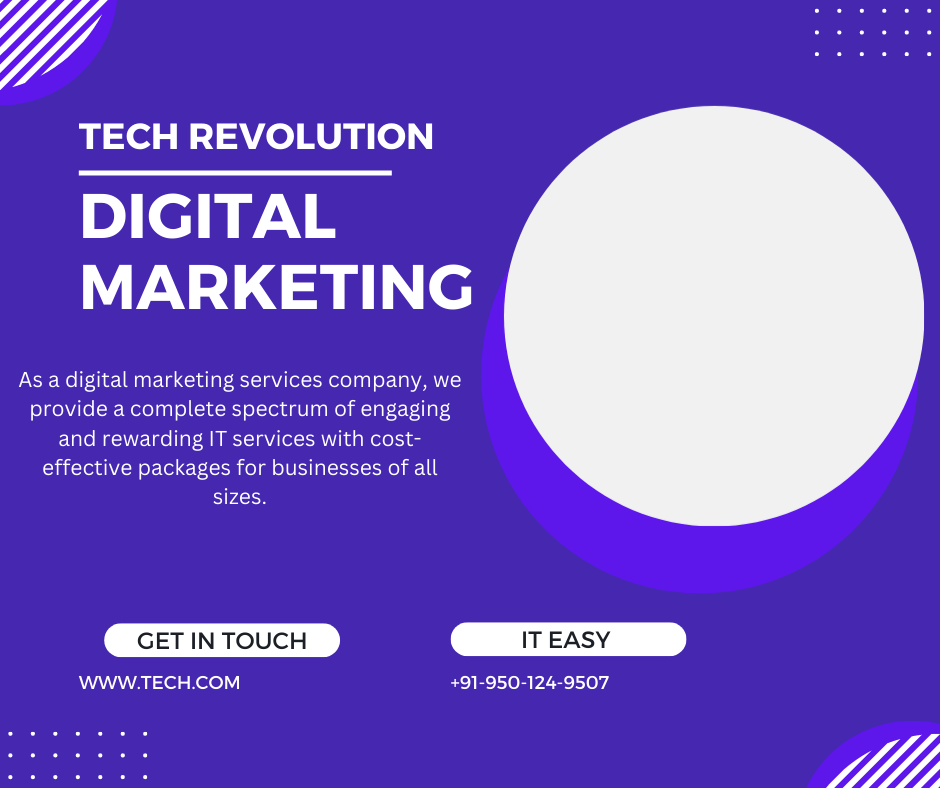 TECH REVOLUTION
DIGITAL
MARKETING
As a digital marketing services company, we
provide a complete spectrum of engaging
and rewarding IT services with cost-
effective packages for businesses of all
sizes.
GET IN TOUCH
WWW.TECH.COM
IT EASY
+91-950-124-9507